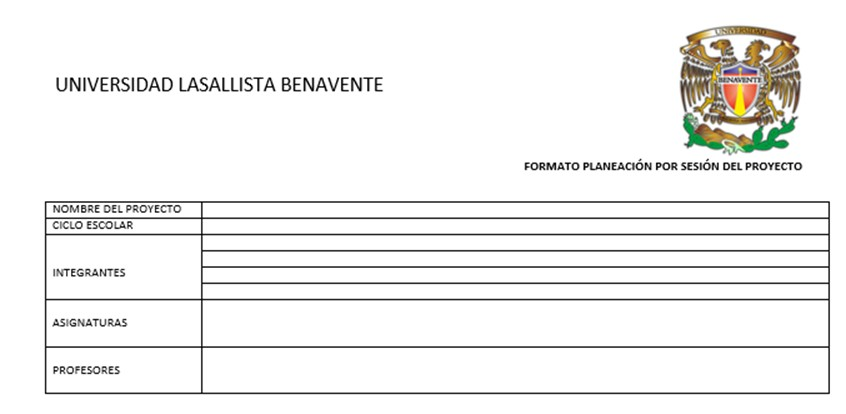 UNIVERSIDAD
UNIVERSIDAD LASALLISTA BENAVENTE
BENAVENTE
FORMATO PLANEACIÓN POR SESIÓN DEL PROYECTO
NOMBRE DEL PROYECTO
CICLO ESCOLAR
INTEGRANTES
ASIGNATURAS
PROFESORES